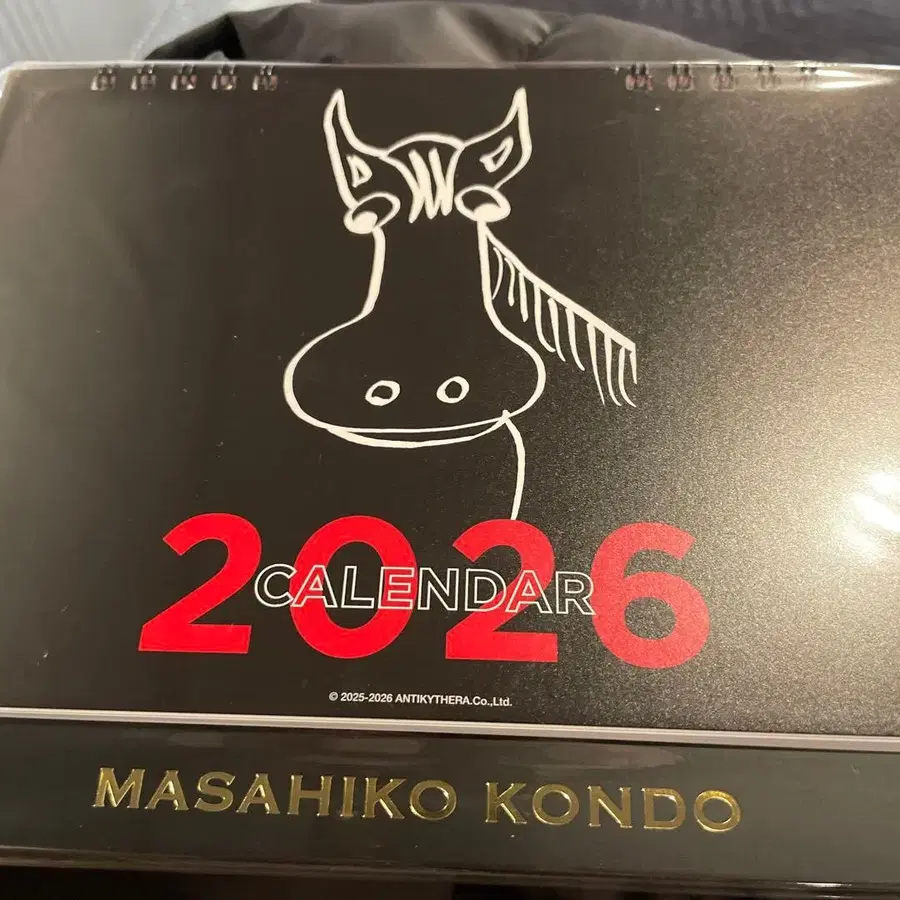 2026
CALENDAR
© 2025-2026 ANTIKYTHERA.Co.,Ltd.
MASAHIKO KONDO